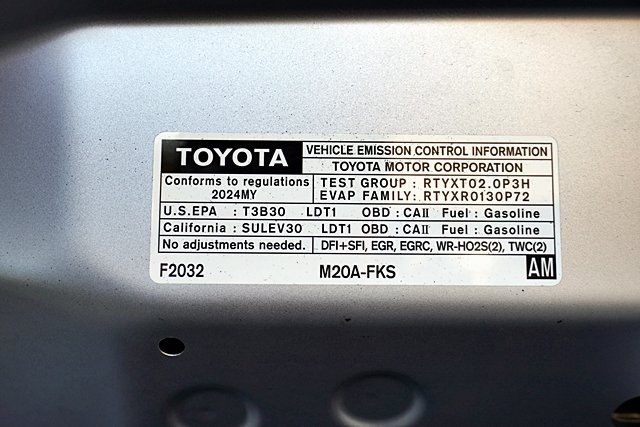 TOYOTA
VEHICLE EMISSION CONTROL INFORMATION
TOYOTA MOTOR CORPORATION
Conforms to regulations
2024MY
TEST GROUP : RTYXT02.0P3H
EVAP FAMILY: RTYXR0130P72
U.S.EPA : T3B30 LDT1 OBD : CAII Fuel : Gasoline
California : SULEV30 LDT1 OBD : CAII Fuel : Gasoline
No adjustments needed. DFI+SFI, EGR, EGRC, WR-HO2S(2), TWC(2)
F2032 M20A-FKS AM